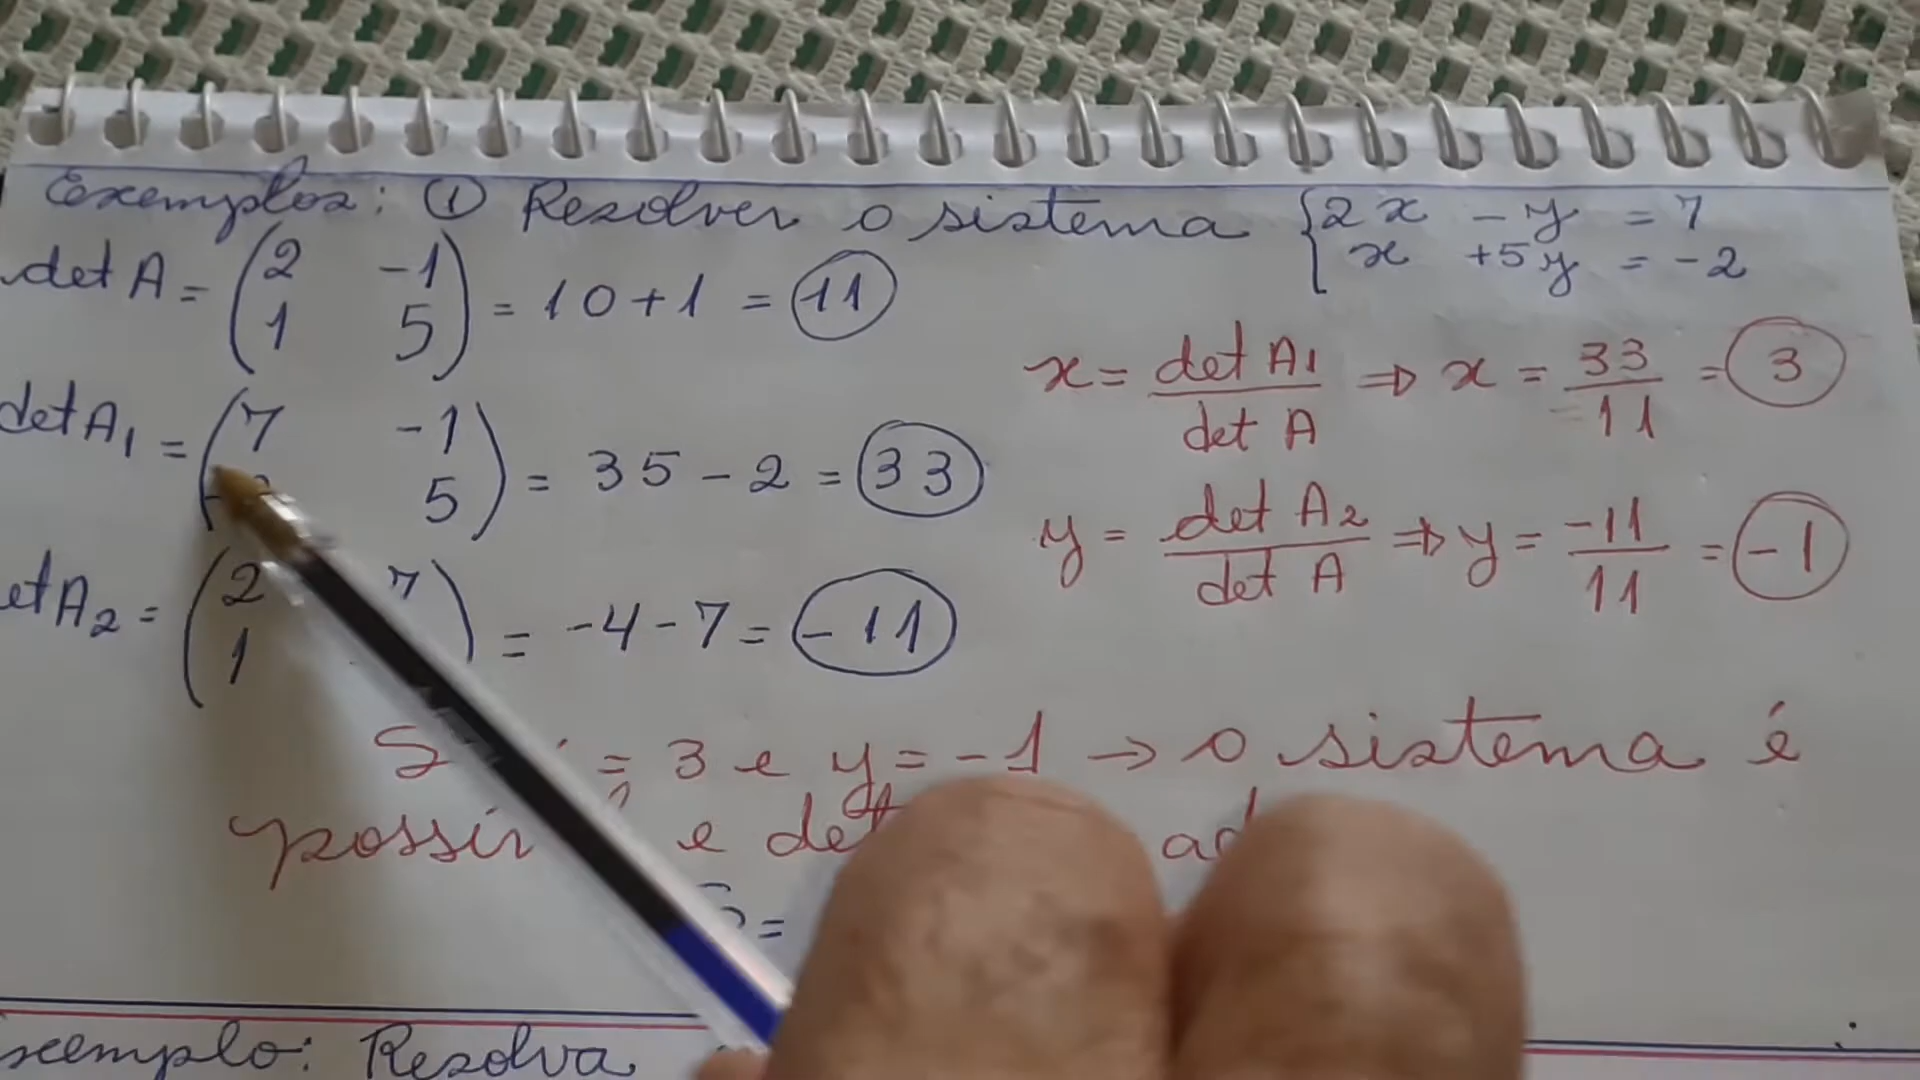 Exemplos: ① Resolver o sistema { 2x - y = 7
x + 5y = -2
det A = ( 2 -1
1 5 ) = 10 + 1 = 11
det A1 = ( 7 -1
5 ) = 35 - 2 = 33
et A2 = ( 2 7
1 ) = -4 - 7 = -11
x = det A1 / det A ⇒ x = 33 / 11 = 3
y = det A2 / det A ⇒ y = -11 / 11 = -1
= 3 e y = -1 → o sistema é
e
=
xemplo: Resolva